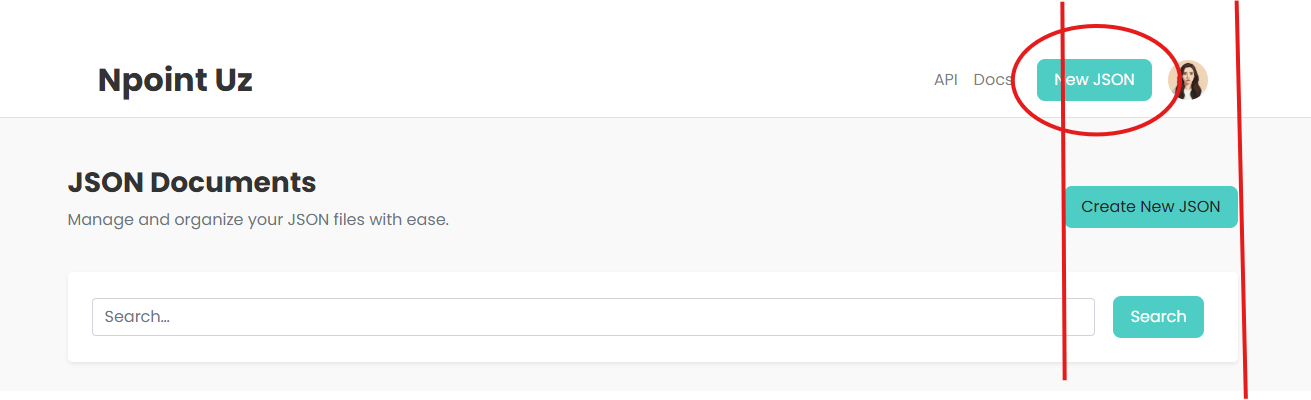 Npoint Uz
API Docs New JSON
JSON Documents
Manage and organize your JSON files with ease.
Create New JSON
Search...
Search